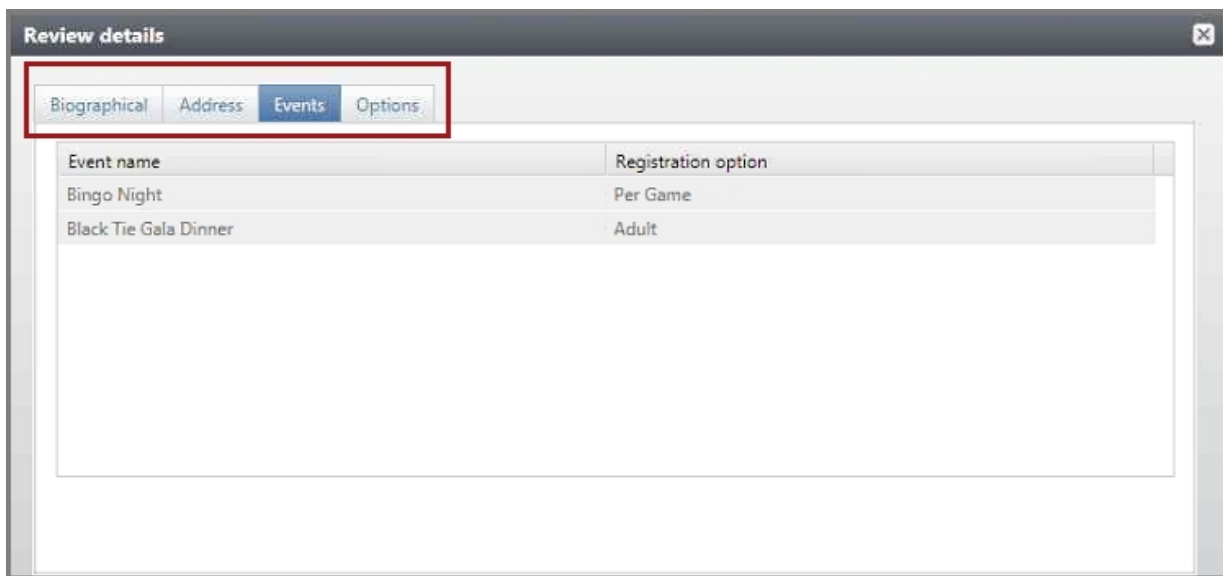 Review details
Biographical Address Events Options
Event name Registration option
Bingo Night Per Game
Black Tie Gala Dinner Adult